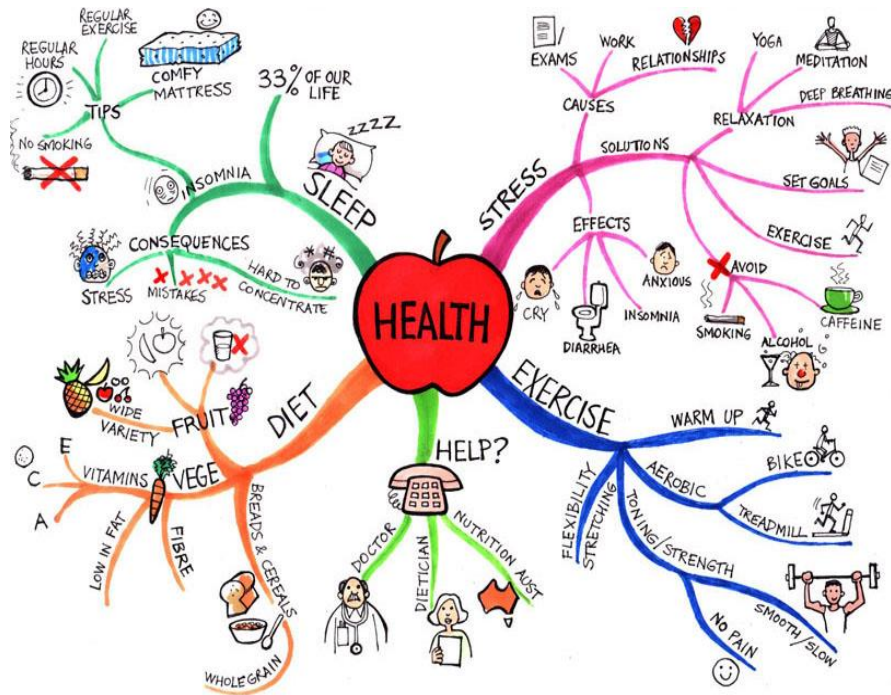 HEALTH
SLEEP
33% OF OUR
LIFE
zzzz
INSOMNIA
TIPS
REGULAR
HOURS
REGULAR
EXERCISE
COMFY
MATTRESS
NO SMOKING
CONSEQUENCES
STRESS
MISTAKES
HARD TO
CONCENTRATE
STRESS
CAUSES
EXAMS
WORK
RELATIONSHIPS
SOLUTIONS
RELAXATION
YOGA
MEDITATION
DEEP BREATHING
SET GOALS
EXERCISE
AVOID
SMOKING
ALCOHOL
CAFFEINE
EFFECTS
CRY
DIARRHEA
INSOMNIA
ANXIOUS
EXERCISE
WARM UP
AEROBIC
BIKE
TREADMILL
TONING/STRENGTH
SMOOTH/SLOW
NO PAIN
FLEXIBILITY
STRETCHING
HELP?
DOCTOR
DIETICIAN
NUTRITION AUST
DIET
FRUIT
WIDE
VARIETY
VEGE
VITAMINS
E
C
A
LOW IN FAT
FIBRE
BREADS & CEREALS
WHOLEGRAIN